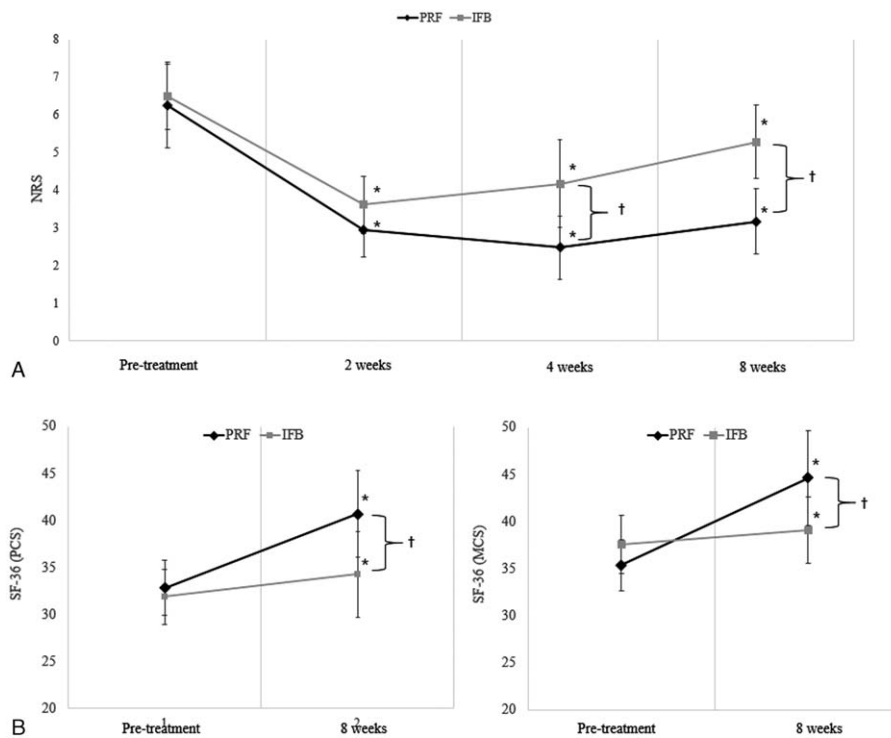 PRF IFB
8
7
6
5
4
3
2
1
0
NRS
* * * * * *
† †
Pre-treatment 2 weeks 4 weeks 8 weeks
A
PRF IFB
50
45
40
35
30
25
20
SF-36 (PCS)
* *
†
1 2
Pre-treatment 8 weeks
B
PRF IFB
50
45
40
35
30
25
20
SF-36 (MCS)
* *
†
Pre-treatment 8 weeks